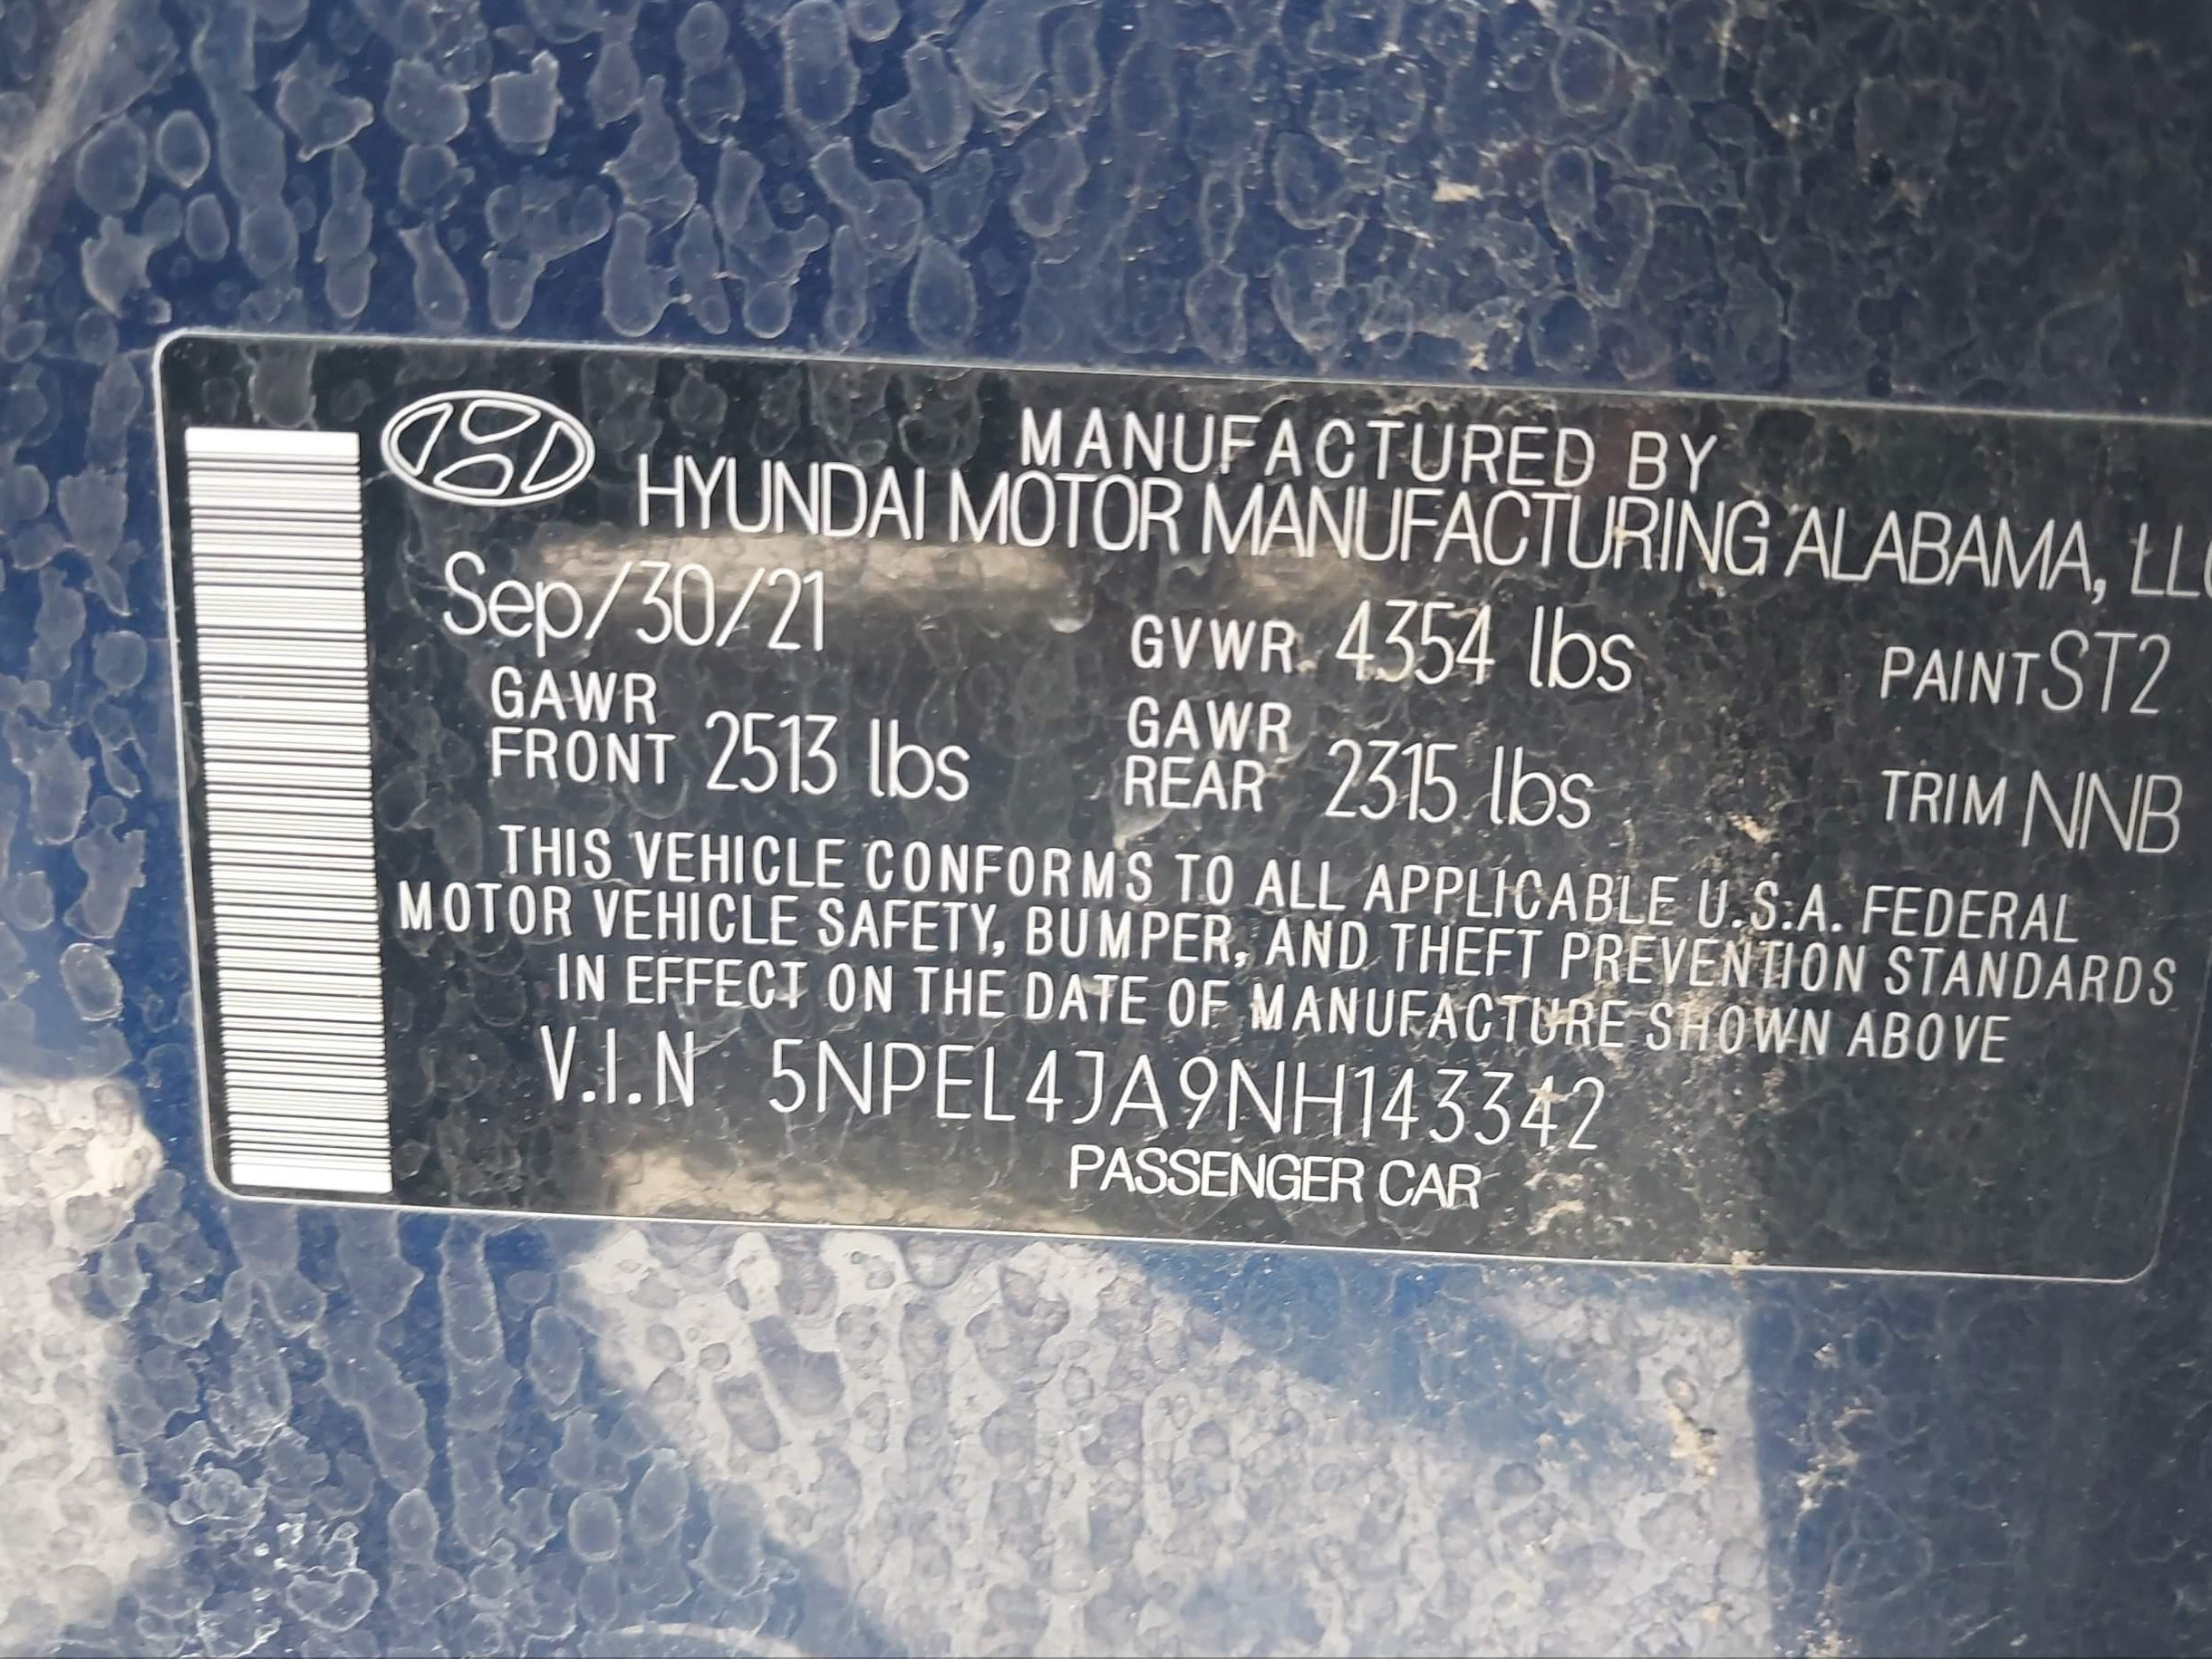 MANUFACTURED BY
HYUNDAI MOTOR MANUFACTURING ALABAMA, LLC
Sep/30/21
GVWR 4354 lbs
PAINT ST2
GAWR
FRONT 2513 lbs
GAWR
REAR 2315 lbs
TRIM NNB
THIS VEHICLE CONFORMS TO ALL APPLICABLE U.S.A. FEDERAL
MOTOR VEHICLE SAFETY, BUMPER, AND THEFT PREVENTION STANDARDS
IN EFFECT ON THE DATE OF MANUFACTURE SHOWN ABOVE
V.I.N 5NPEL4JA9NH143342
PASSENGER CAR